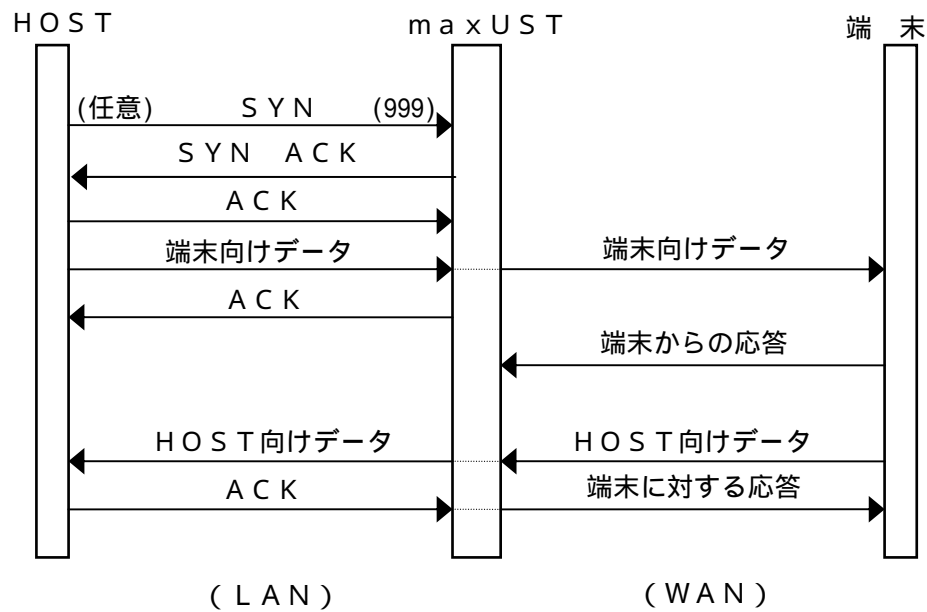 ＨＯＳＴ ｍａｘＵＳＴ 端　末
(任意) ＳＹＮ (999)
ＳＹＮ　ＡＣＫ
ＡＣＫ
端末向けデータ 端末向けデータ
ＡＣＫ
端末からの応答
ＨＯＳＴ向けデータ ＨＯＳＴ向けデータ
ＡＣＫ 端末に対する応答
（ＬＡＮ） （ＷＡＮ）